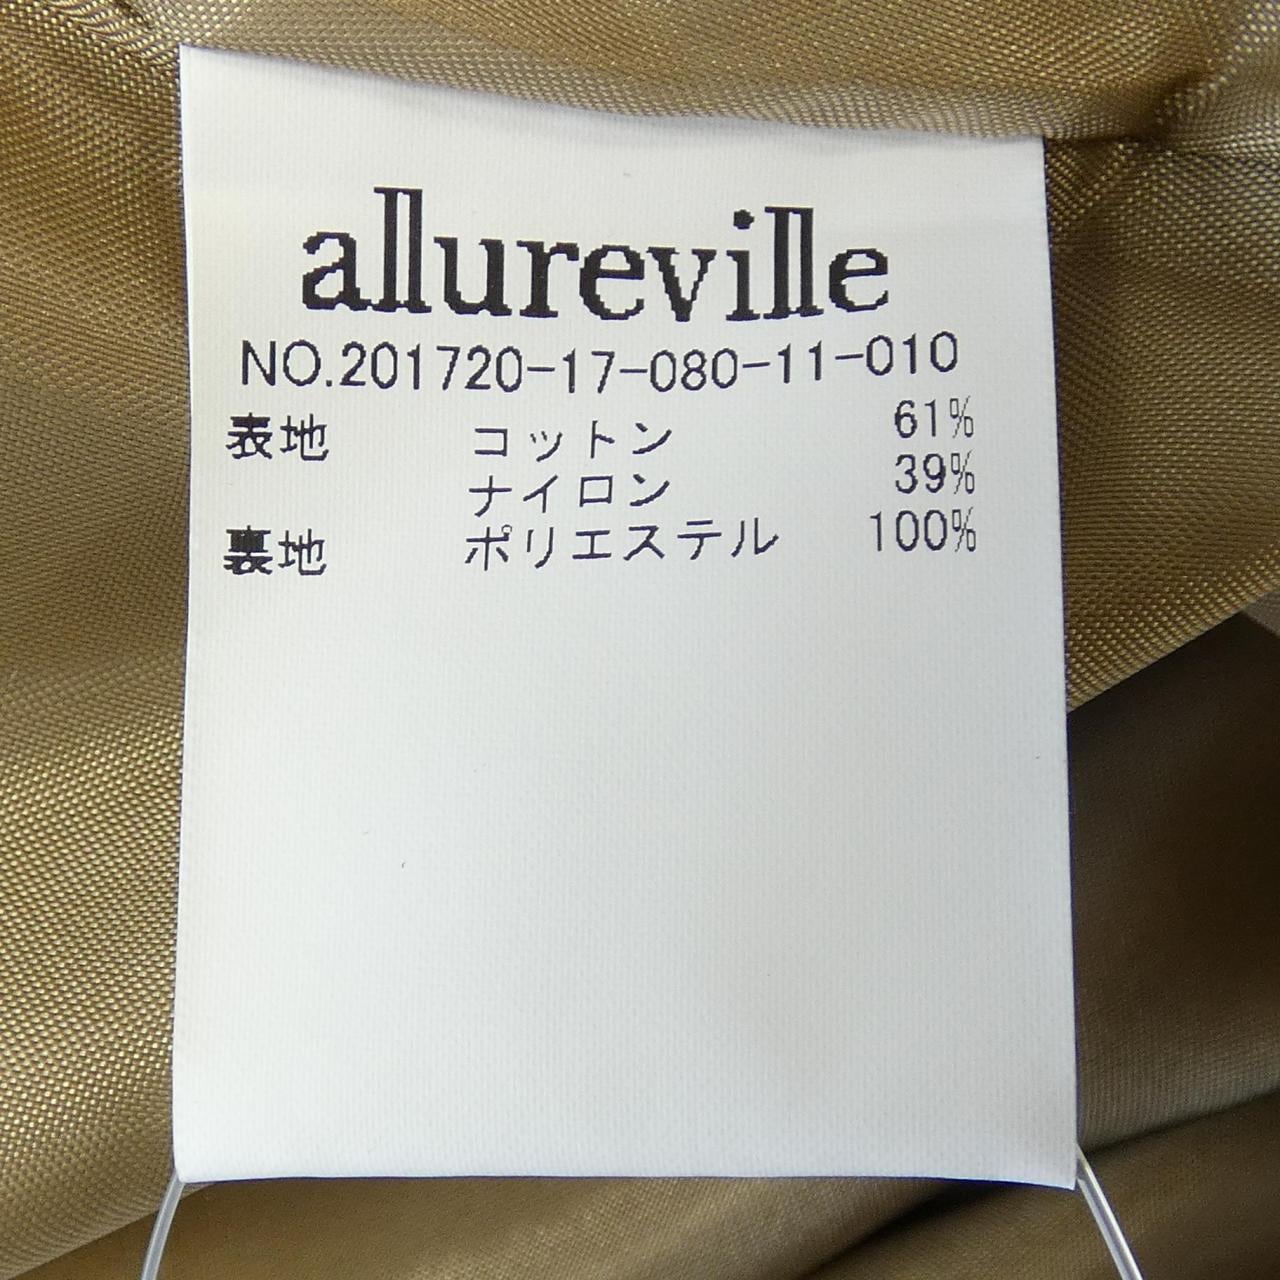 allureville
NO.201720-17-080-11-010
表地 コットン 61%
ナイロン 39%
裏地 ポリエステル 100%